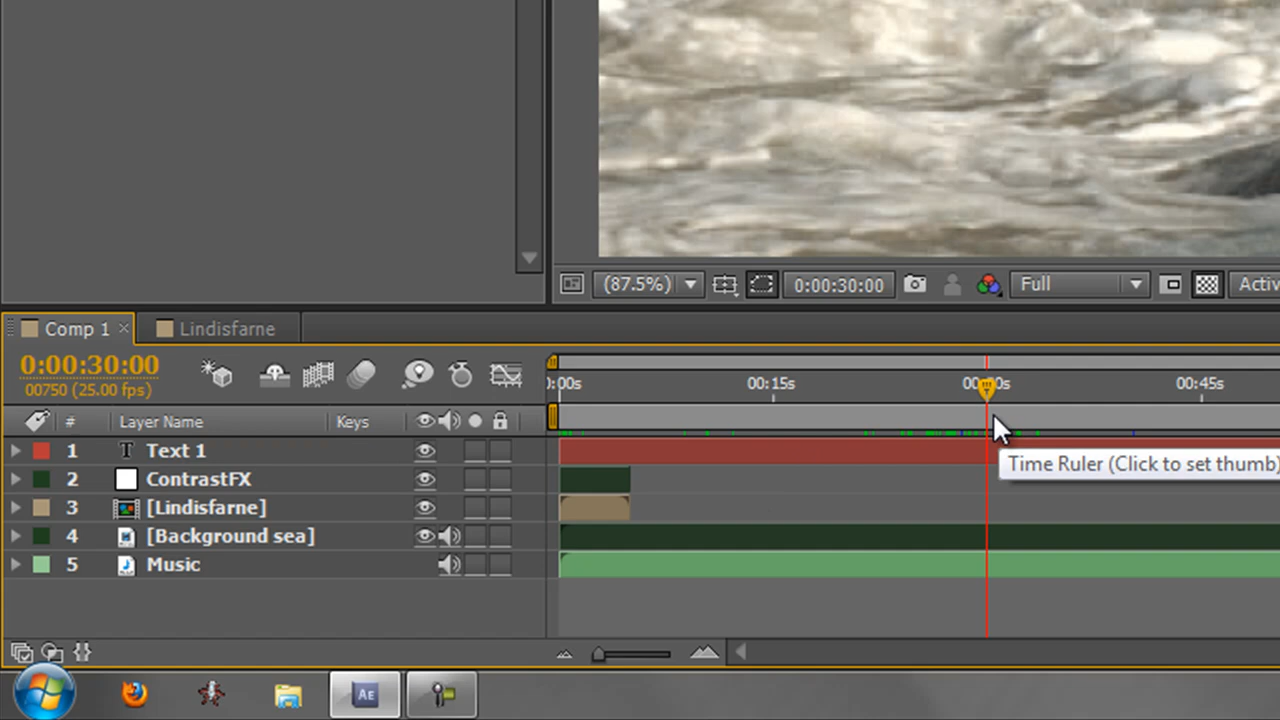 (87.5%) 0:00:30:00 Full Activ
Comp 1 × Lindisfarne
0:00:30:00
00750 (25.00 fps)
:00s 00:15s 00:45s
# Layer Name Keys
1 T Text 1
2 ContrastFX
Time Ruler (Click to set thumb)
3 [Lindisfarne]
4 [Background sea]
5 Music
AE